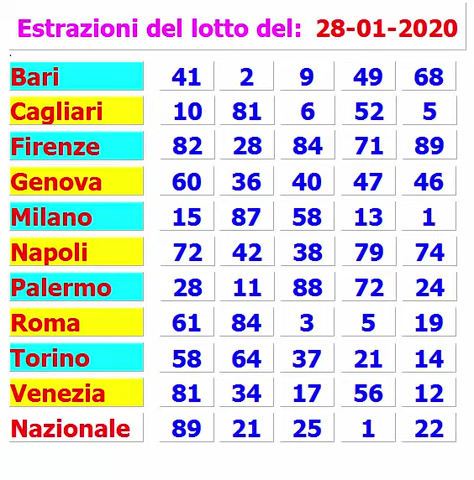 Estrazioni del lotto del: 28-01-2020
Bari 41 2 9 49 68
Cagliari 10 81 6 52 5
Firenze 82 28 84 71 89
Genova 60 36 40 47 46
Milano 15 87 58 13 1
Napoli 72 42 38 79 74
Palermo 28 11 88 72 24
Roma 61 84 3 5 19
Torino 58 64 37 21 14
Venezia 81 34 17 56 12
Nazionale 89 21 25 1 22